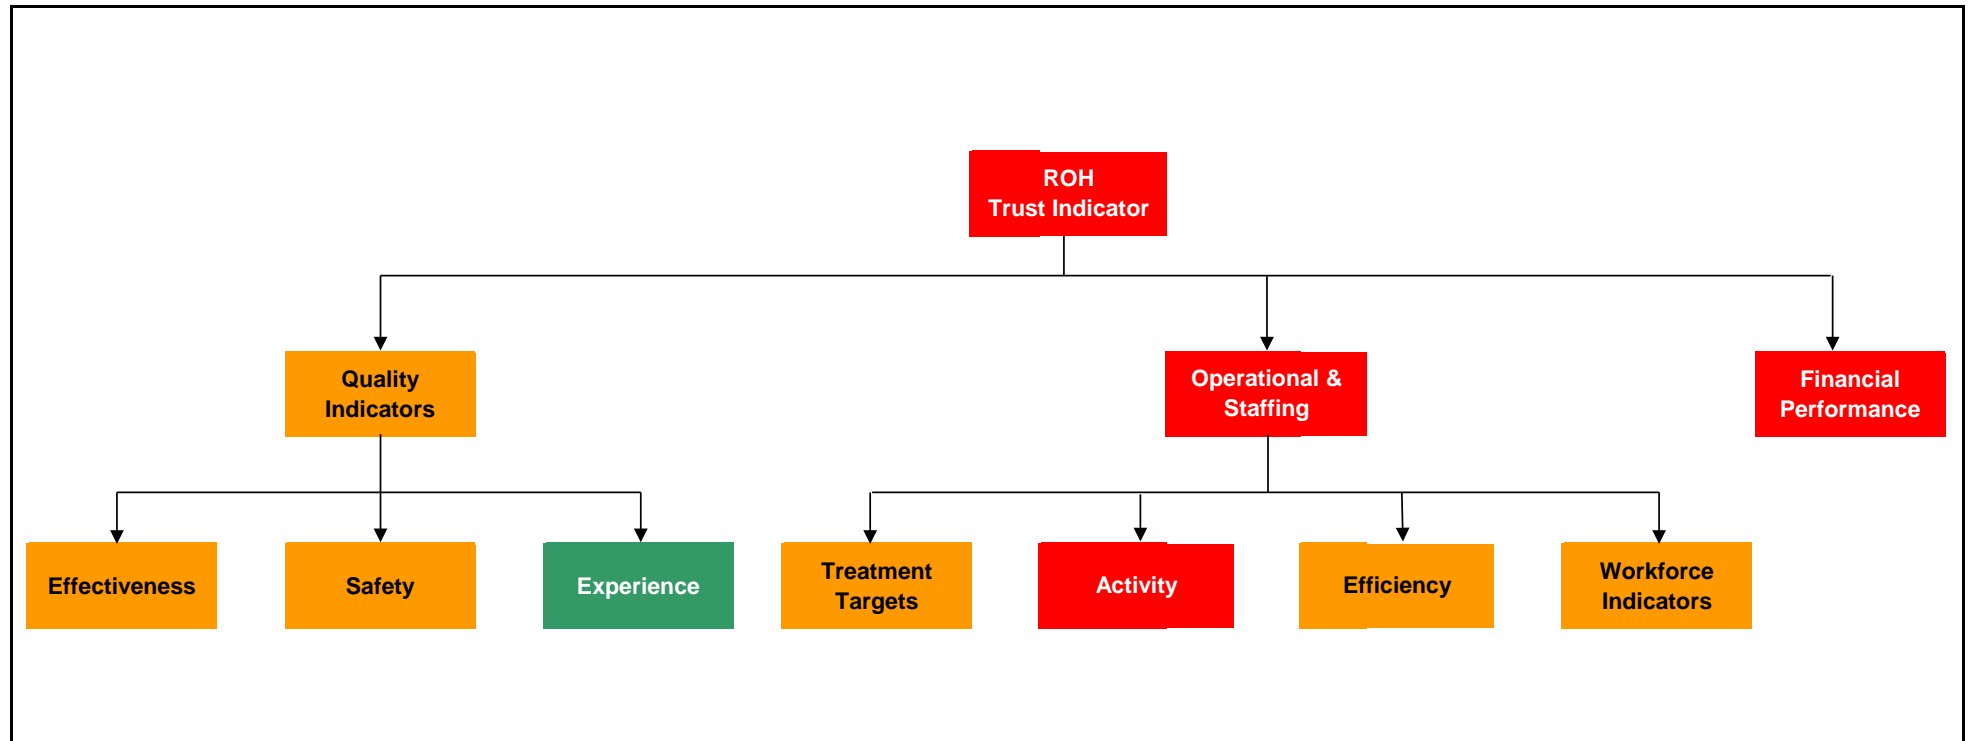 ROH
Trust Indicator
Quality
Indicators
Operational &
Staffing
Financial
Performance
Effectiveness
Safety
Experience
Treatment
Targets
Activity
Efficiency
Workforce
Indicators